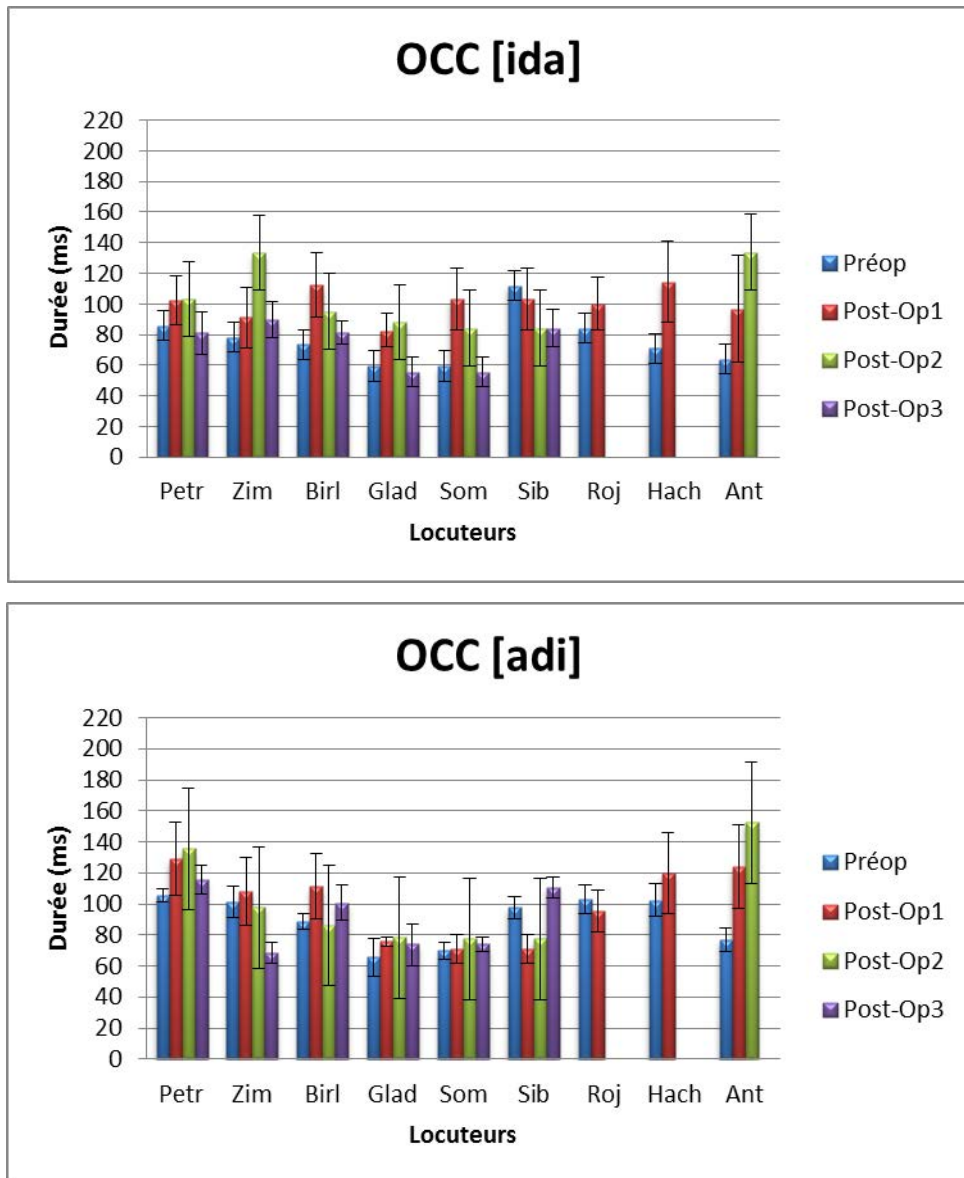 OCC [ida]
Durée (ms)
220
200
180
160
140
120
100
80
60
40
20
0
Petr Zim Birl Glad Som Sib Roj Hach Ant
Locuteurs
Préop
Post-Op1
Post-Op2
Post-Op3
OCC [adi]
Durée (ms)
220
200
180
160
140
120
100
80
60
40
20
0
Petr Zim Birl Glad Som Sib Roj Hach Ant
Locuteurs
Préop
Post-Op1
Post-Op2
Post-Op3